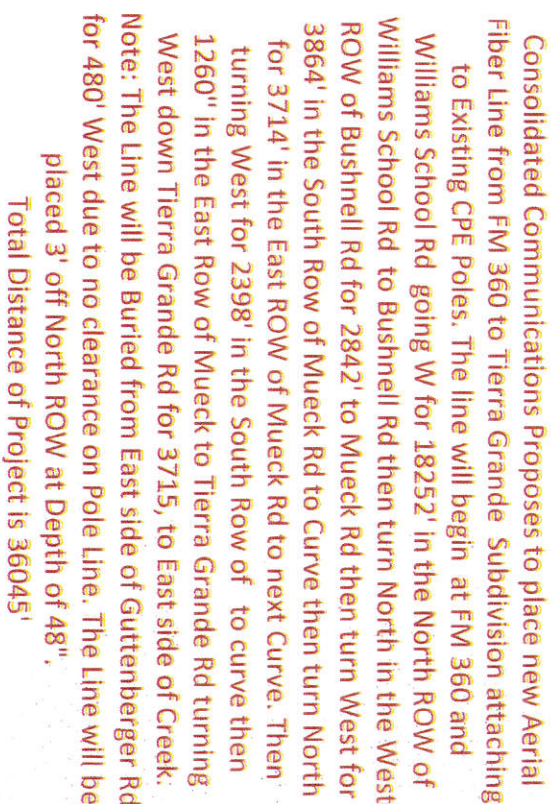 Consolidated Communications Proposes to place new Aerial
Fiber Line from FM 360 to Tierra Grande Subdivision attaching
to Existing CPE Poles. The line will begin at FM 360 and
Williams School Rd going W for 18252' in the North ROW of
Williams School Rd to Bushnell Rd then turn North in the West
ROW of Bushnell Rd for 2842' to Mueck Rd then turn West for
3864' in the South Row of Mueck Rd to Curve then turn North
for 3714' in the East ROW of Mueck Rd to next Curve. Then
turning West for 2398' in the South Row of to curve then
1260" in the East Row of Mueck to Tierra Grande Rd turning
West down Tierra Grande Rd for 3715, to East side of Creek.
Note: The Line will be Buried from East side of Guttenberger Rd
for 480' West due to no clearance on Pole Line. The Line will be
placed 3' off North ROW at Depth of 48".
Total Distance of Project is 36045'